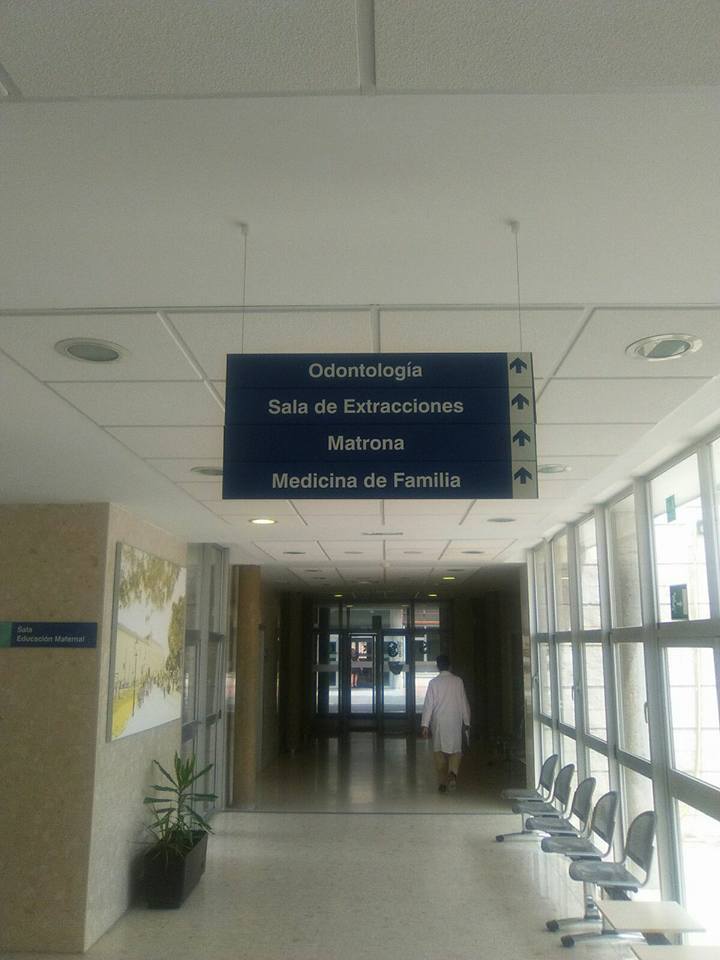 Odontología
Sala de Extracciones
Matrona
Medicina de Familia
Sala
Educación Maternal